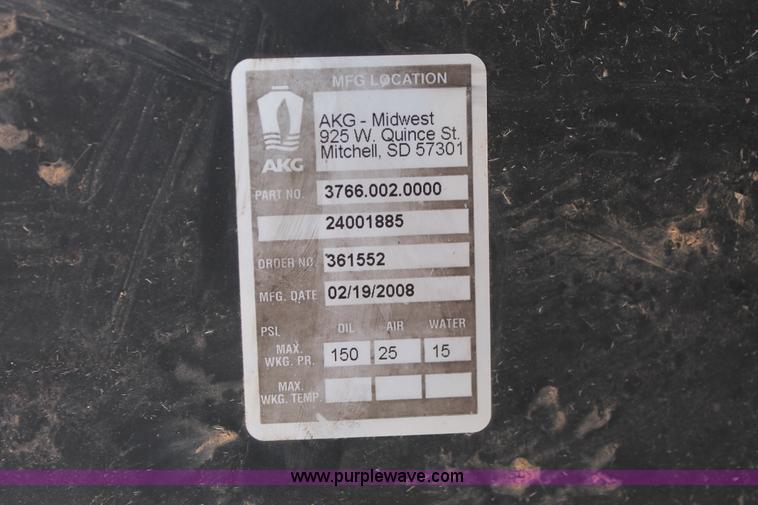 MFG LOCATION
AKG - Midwest
925 W. Quince St.
Mitchell, SD 57301
AKG
PART NO. 3766.002.0000
24001885
ORDER NO. 361552
MFG. DATE 02/19/2008
PSI. OIL AIR WATER
MAX.
WKG. PR. 150 25 15
MAX.
WKG. TEMP
www.purplewave.com